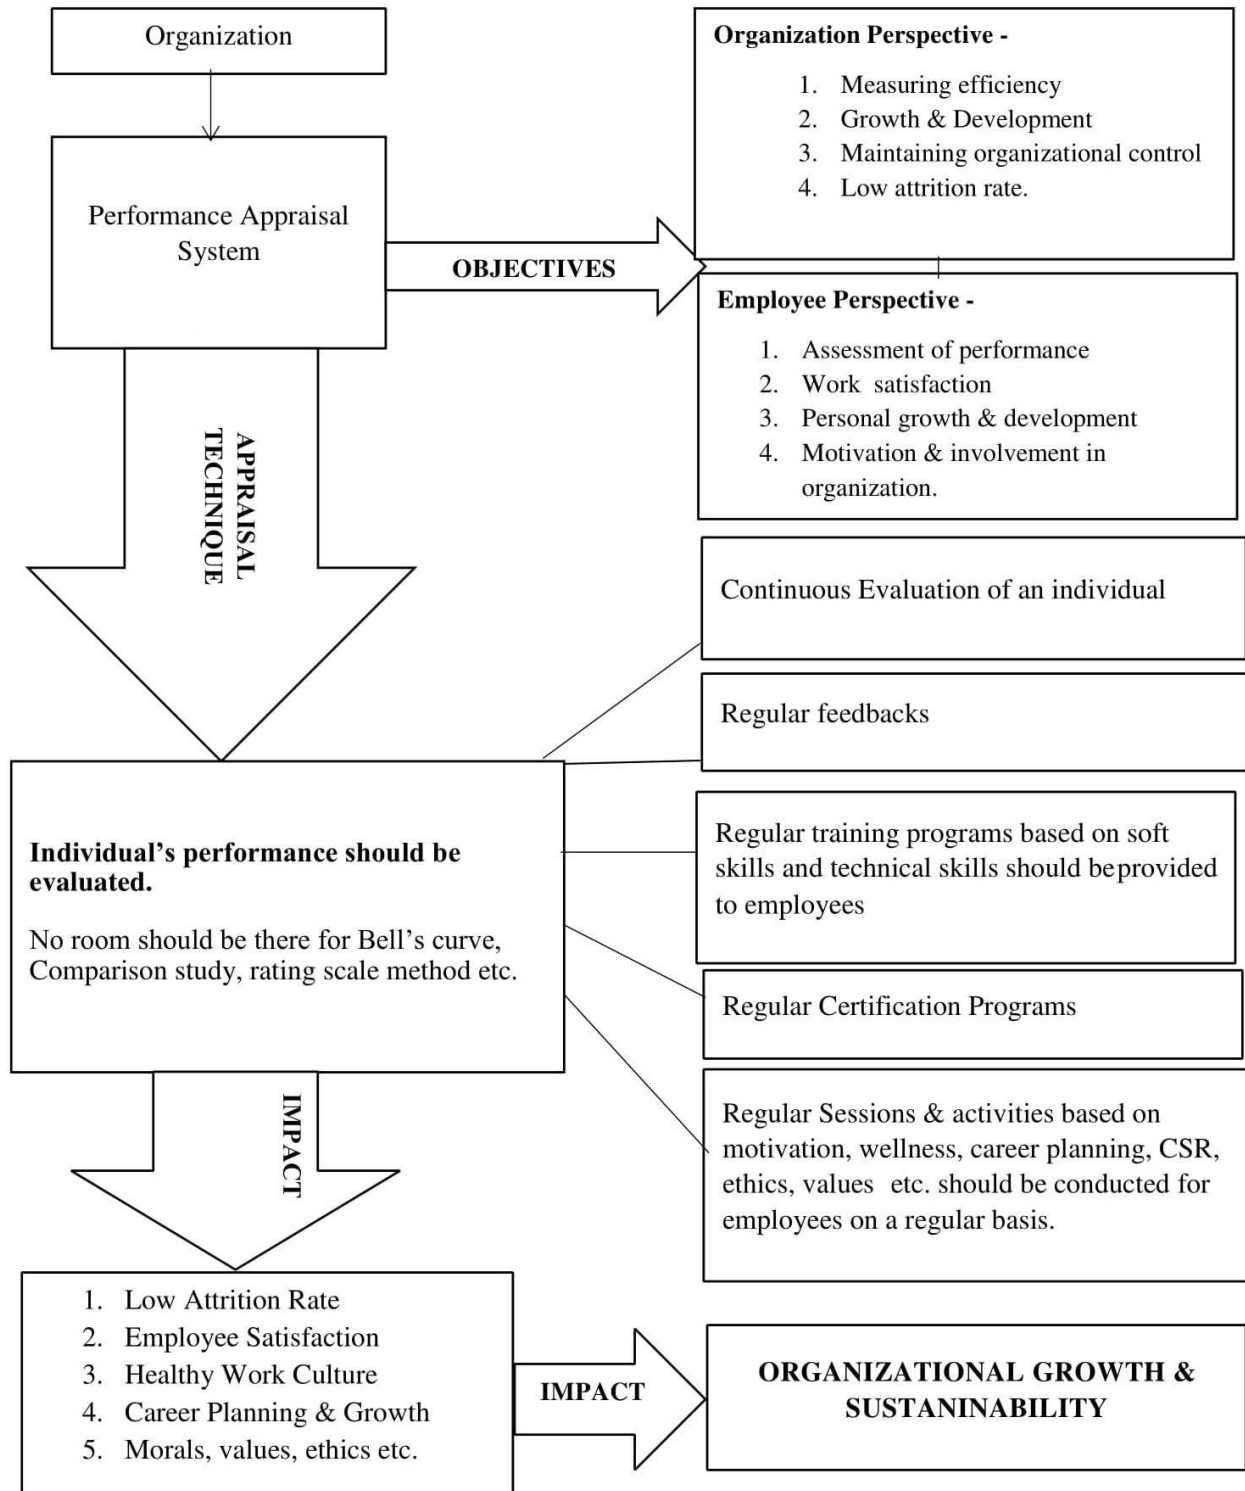 Organization
Performance Appraisal
System
OBJECTIVES
Organization Perspective -
1. Measuring efficiency
2. Growth & Development
3. Maintaining organizational control
4. Low attrition rate.
Employee Perspective -
1. Assessment of performance
2. Work satisfaction
3. Personal growth & development
4. Motivation & involvement in
organization.
APPRAISAL
TECHNIQUE
Continuous Evaluation of an individual
Regular feedbacks
Regular training programs based on soft
skills and technical skills should be provided
to employees
Regular Certification Programs
Regular Sessions & activities based on
motivation, wellness, career planning, CSR,
ethics, values etc. should be conducted for
employees on a regular basis.
Individual's performance should be
evaluated.
No room should be there for Bell's curve,
Comparison study, rating scale method etc.
IMPACT
1. Low Attrition Rate
2. Employee Satisfaction
3. Healthy Work Culture
4. Career Planning & Growth
5. Morals, values, ethics etc.
IMPACT
ORGANIZATIONAL GROWTH &
SUSTANINABILITY